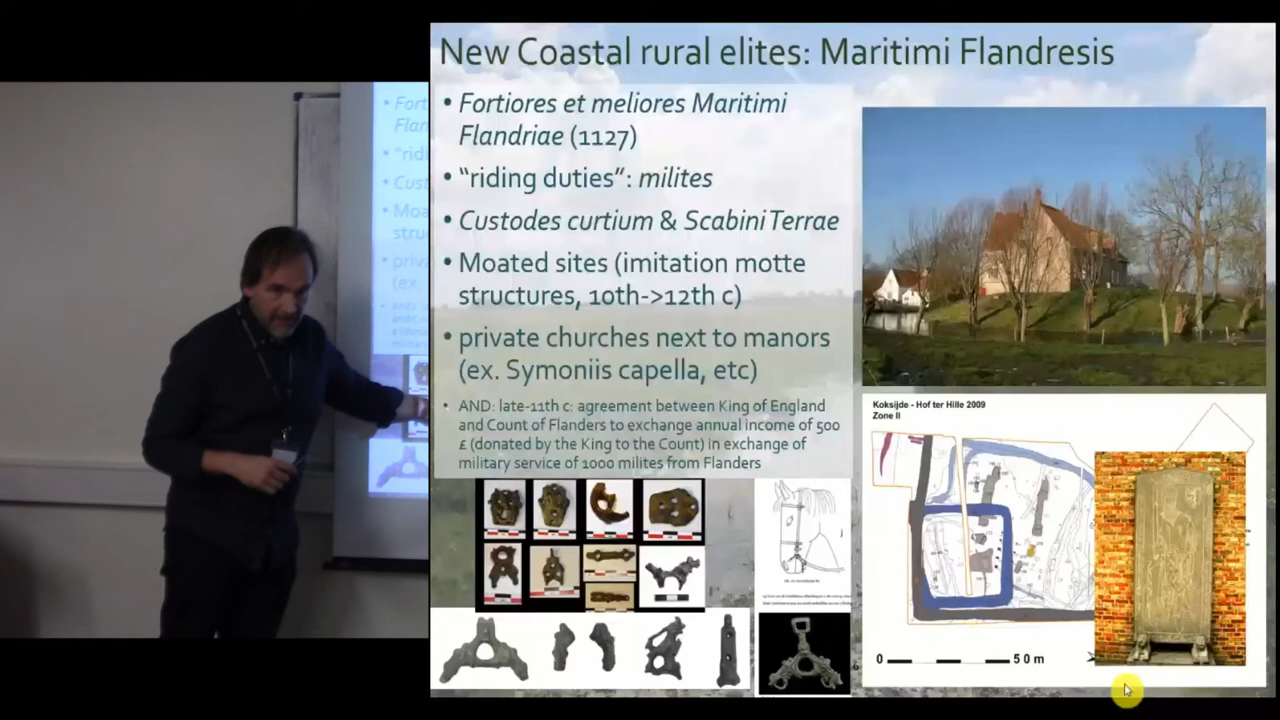 New Coastal rural elites: Maritimi Flandresis
• Fortiores et meliores Maritimi
Flandriae (1127)
• “riding duties”: milites
• Custodes curtium & Scabini Terrae
• Moated sites (imitation motte
structures, 10th->12th c)
• private churches next to manors
(ex. Symoniis capella, etc)
• AND: late-11th c: agreement between King of England
and Count of Flanders to exchange annual income of 500
£ (donated by the King to the Count) in exchange of
military service of 1000 milites from Flanders
Koksijde - Hof ter Hille 2009
Zone II
0 50 m